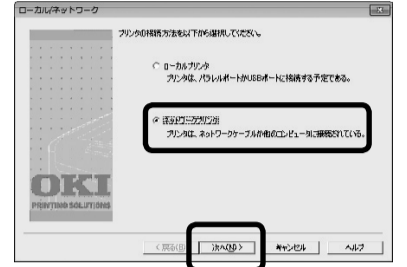 ローカル/ネットワーク
プリンタの接続方法を以下から選択してください。
ローカルプリンタ
プリンタは、パラレルポートかUSBポートに接続する予定である。
ネットワークプリンタ
プリンタは、ネットワークケーブルか他のコンピュータに接続されている。
OKI
PRINTING SOLUTIONS
< 戻る(B) 次へ(N) > キャンセル ヘルプ